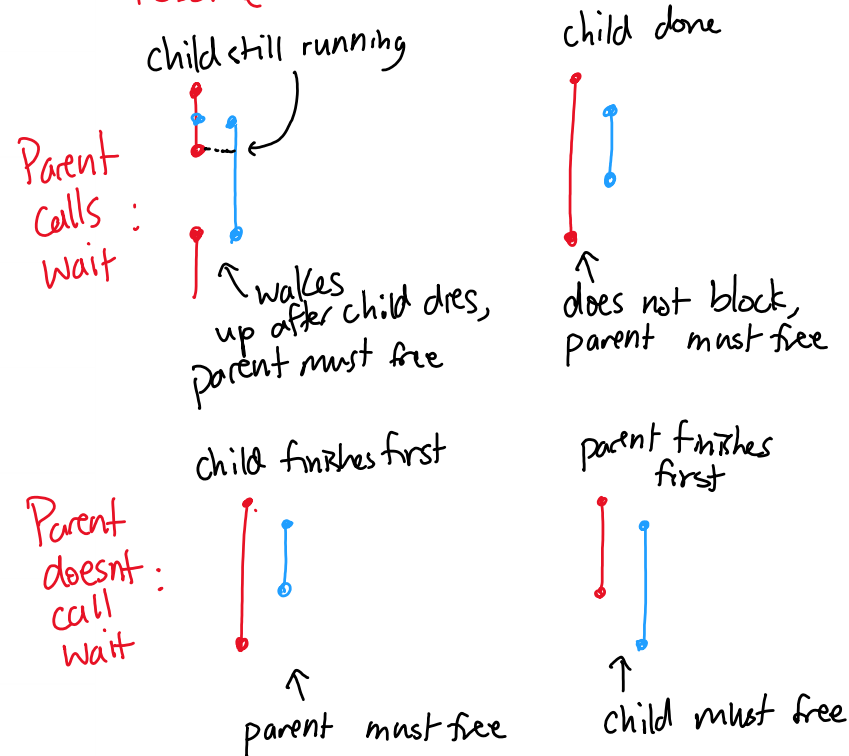 child still running
child done
Parent
calls :
wait
wakes
up after child dies,
parent must free
does not block,
parent must free
child finishes first
parent finishes
first
Parent
doesnt :
call
wait
parent must free
child must free